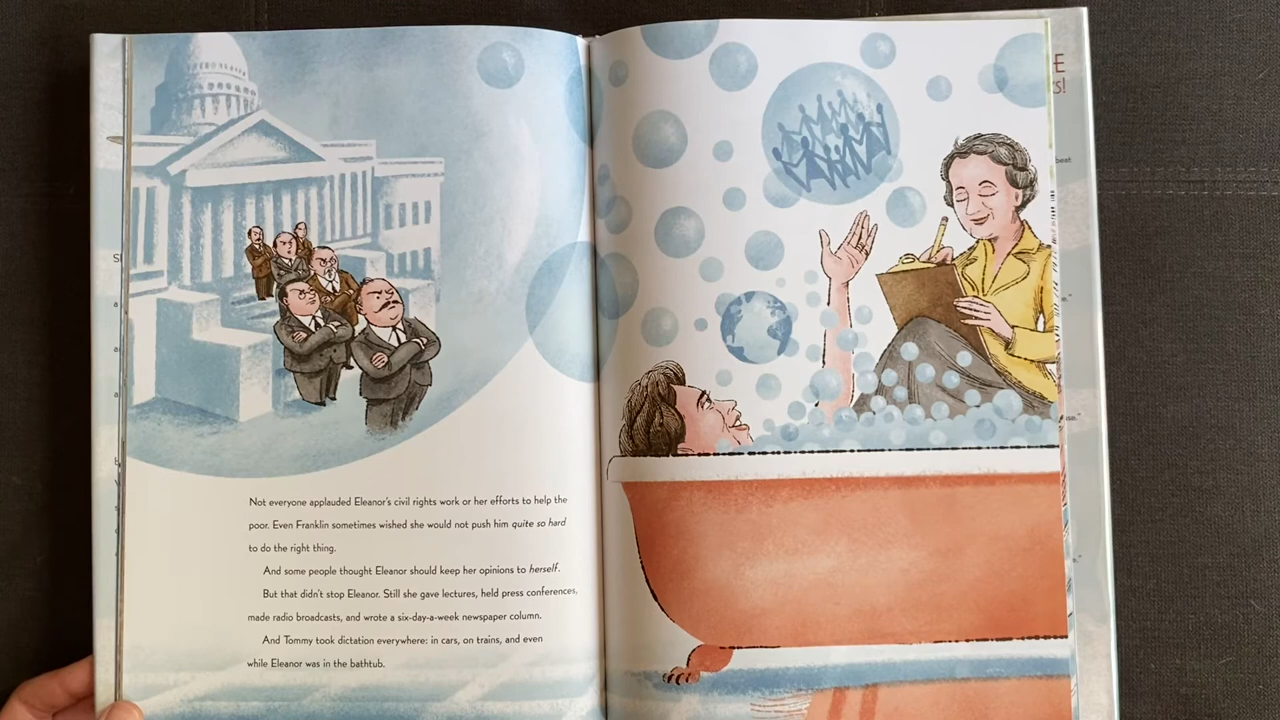 Not everyone applauded Eleanor's civil rights work or her efforts to help the
poor. Even Franklin sometimes wished she would not push him quite so hard
to do the right thing.
And some people thought Eleanor should keep her opinions to herself.
But that didn't stop Eleanor. Still she gave lectures, held press conferences,
made radio broadcasts, and wrote a six-day-a-week newspaper column.
And Tommy took dictation everywhere: in cars, on trains, and even
while Eleanor was in the bathtub.